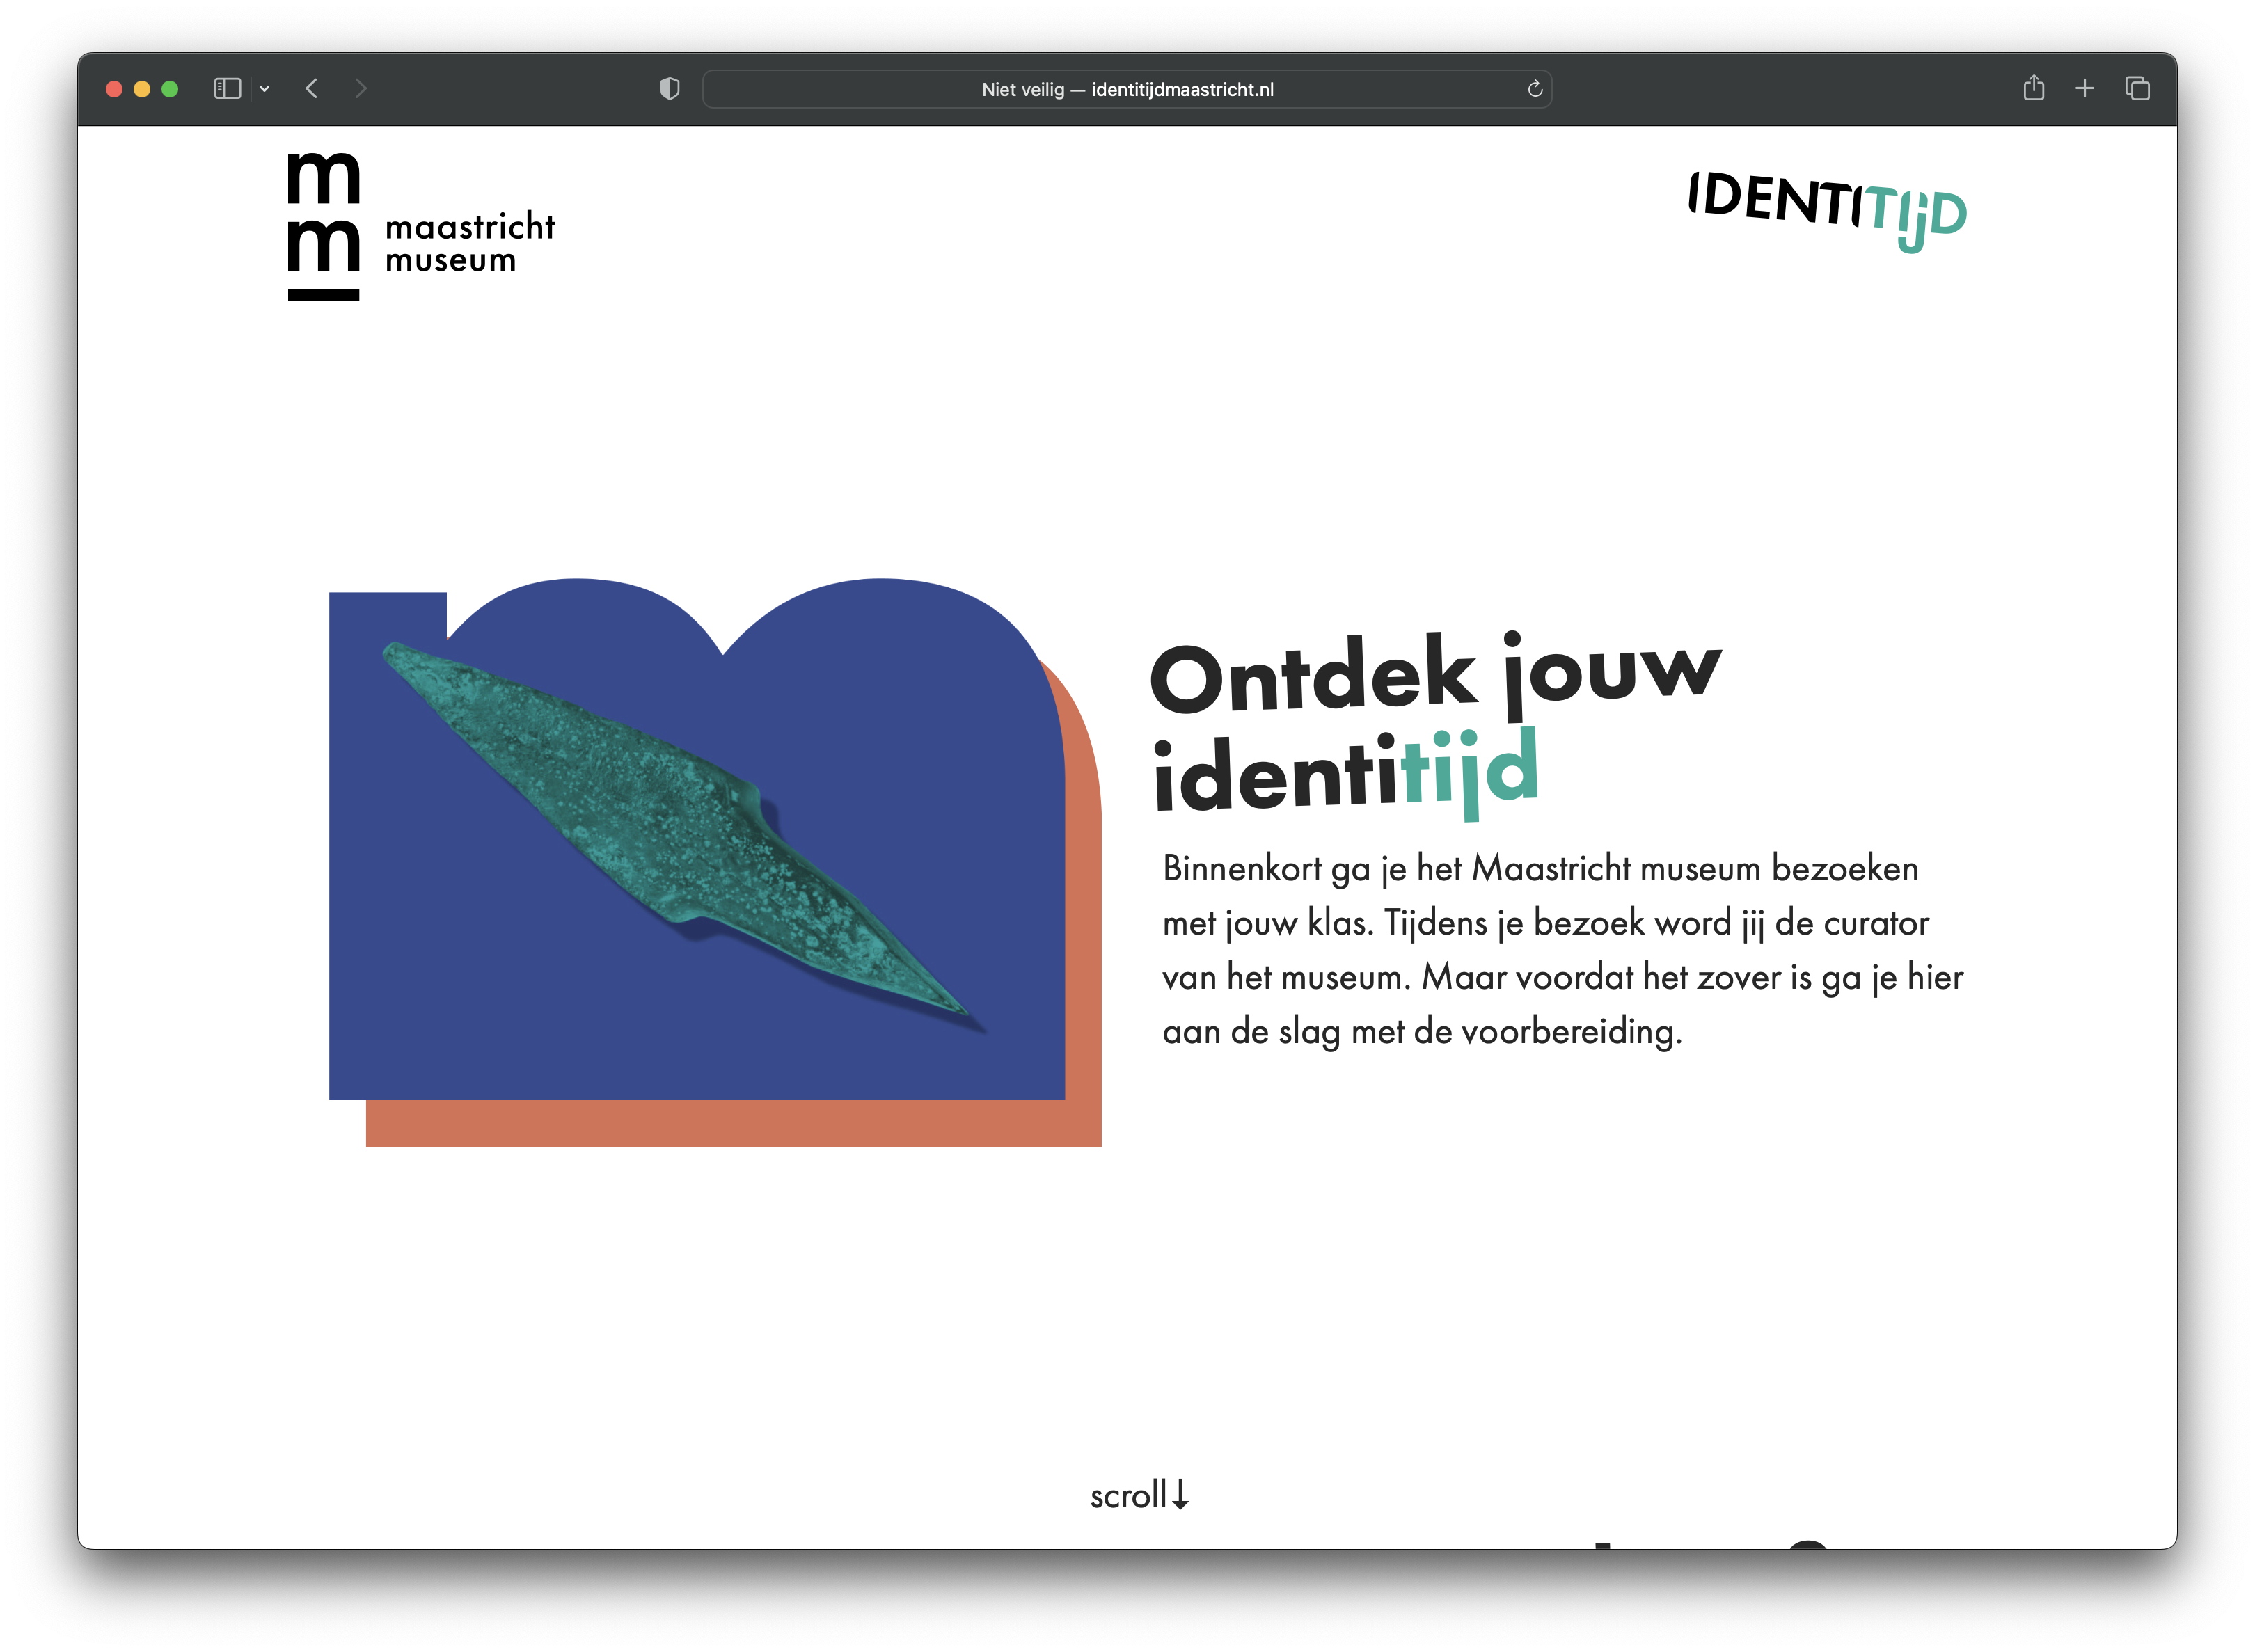 Niet veilig — identitijdmaastricht.nl
mm
maastricht
museum
IDENTITIJD
Ontdek jouw
identitijd
Binnenkort ga je het Maastricht museum bezoeken
met jouw klas. Tijdens je bezoek word jij de curator
van het museum. Maar voordat het zover is ga je hier
aan de slag met de voorbereiding.
scroll↓